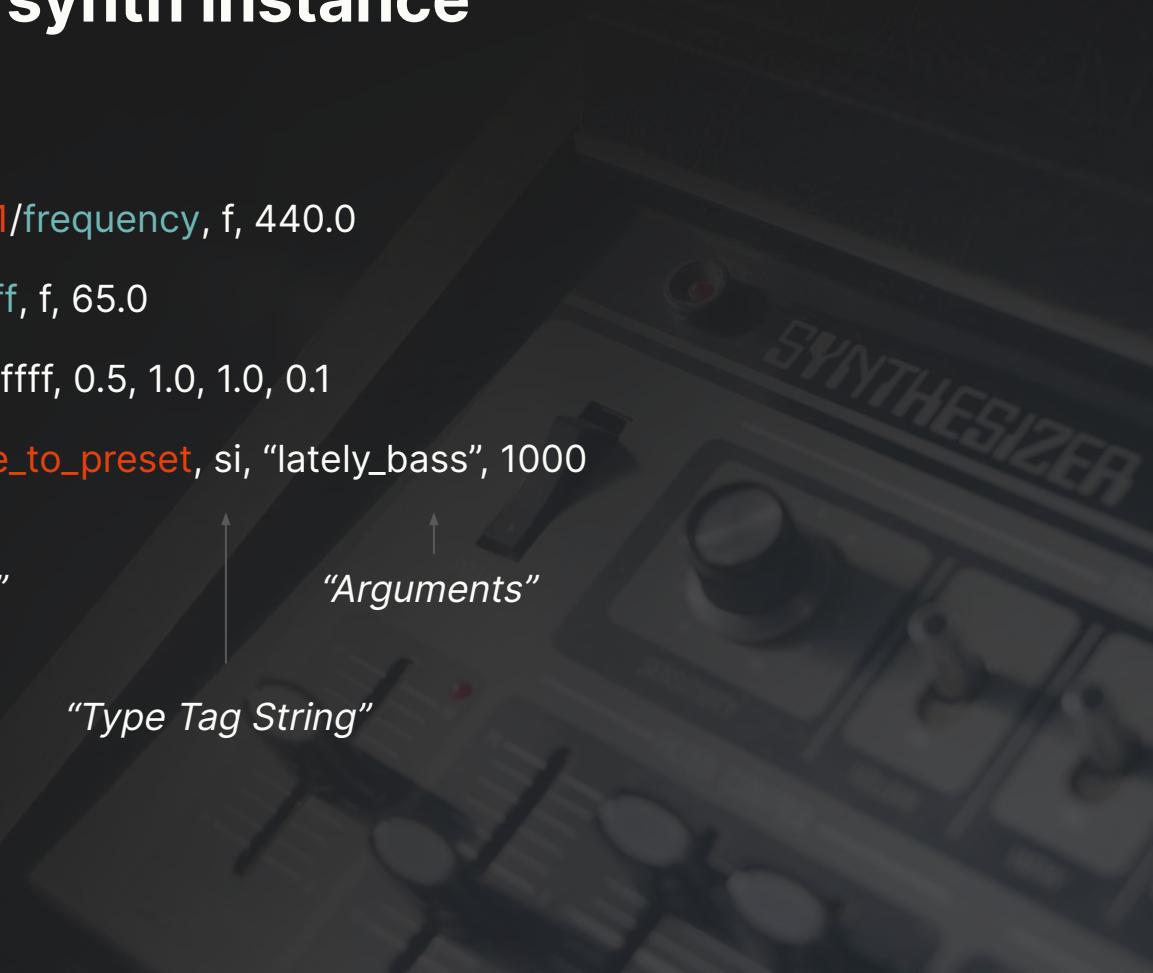 synth instance
1/frequency, f, 440.0
ff, f, 65.0
ffff, 0.5, 1.0, 1.0, 0.1
e_to_preset, si, “lately_bass”, 1000
”
“Arguments”
“Type Tag String”
SYNTHESIZER